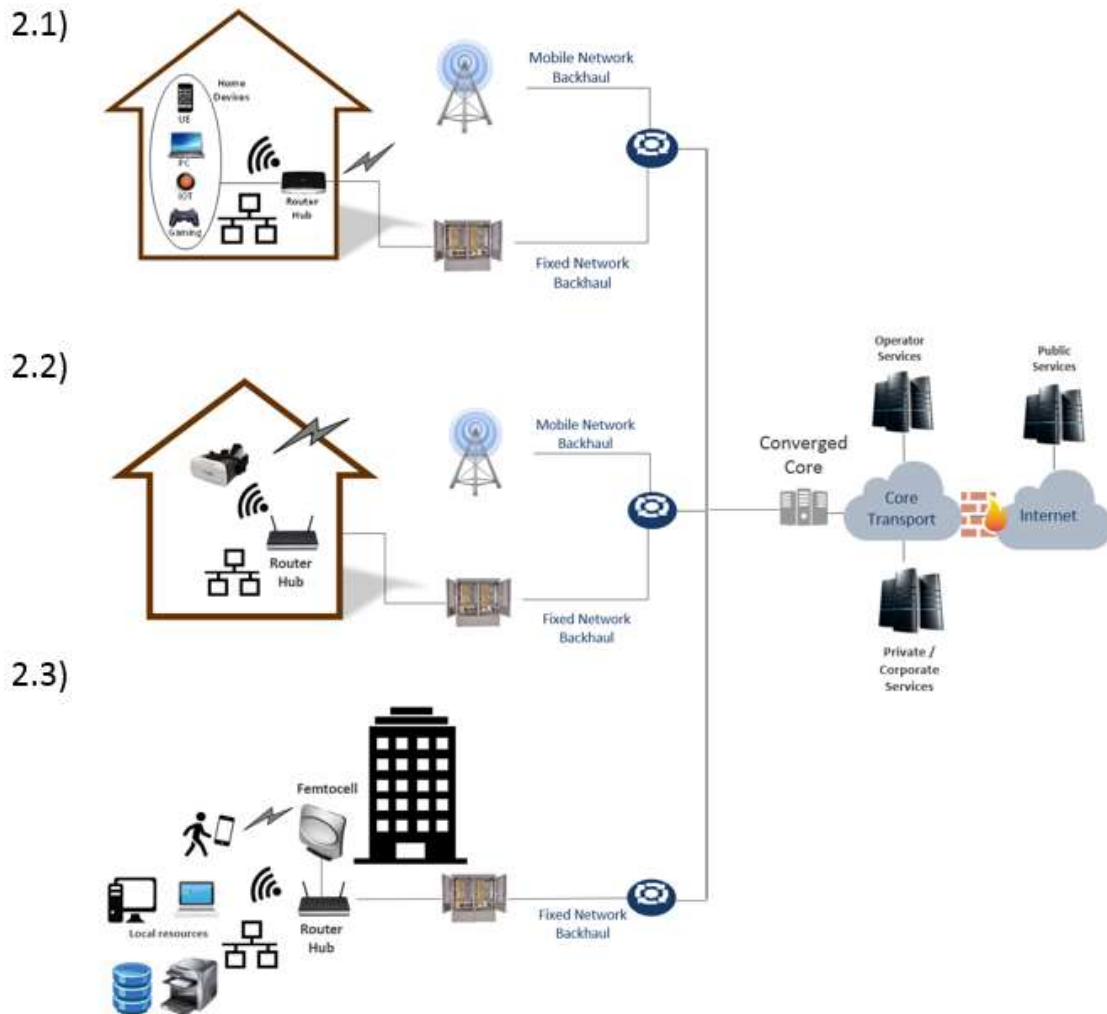 2.1)
Home
Devices
UE
PC
IOT
Gaming
Router
Hub
Mobile Network
Backhaul
Fixed Network
Backhaul
2.2)
Router
Hub
Mobile Network
Backhaul
Fixed Network
Backhaul
Converged
Core
Operator
Services
Public
Services
Core
Transport
Internet
Private /
Corporate
Services
2.3)
Femtocell
Local resources
Router
Hub
Fixed Network
Backhaul